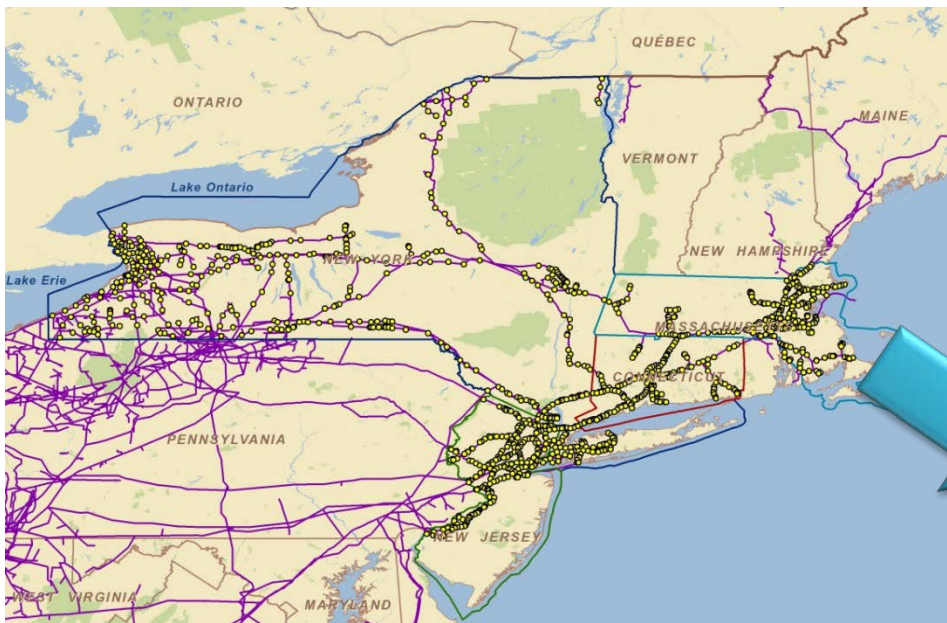 QUÉBEC
ONTARIO
MAINE
VERMONT
Lake Ontario
NEW HAMPSHIRE
NEW YORK
Lake Erie
MASSACHUSETTS
CONNECTICUT
PENNSYLVANIA
NEW JERSEY
WEST VIRGINIA
MARYLAND